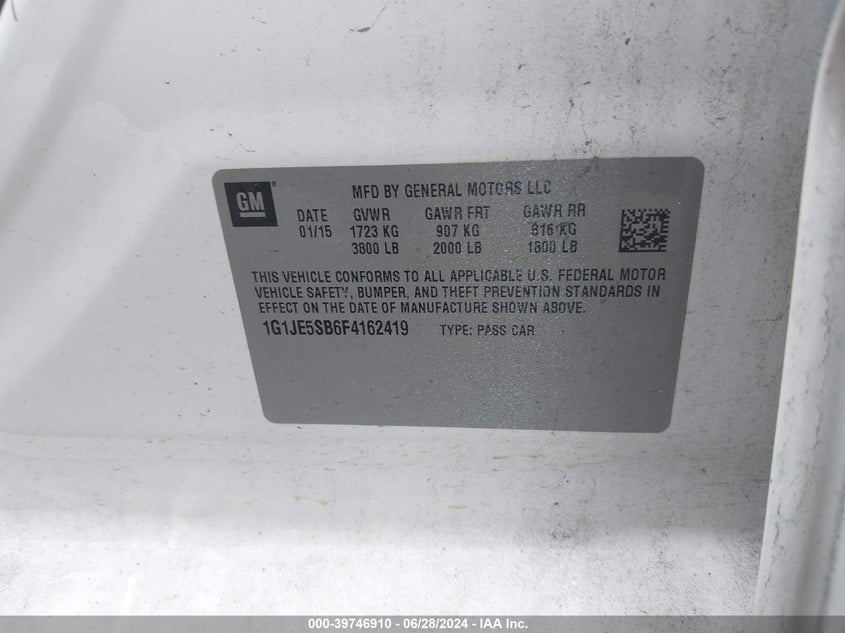 GM ®
MFD BY GENERAL MOTORS LLC
DATE GVWR GAWR FRT GAWR RR
01/15 1723 KG 907 KG 816 KG
3800 LB 2000 LB 1800 LB
THIS VEHICLE CONFORMS TO ALL APPLICABLE U.S. FEDERAL MOTOR
VEHICLE SAFETY, BUMPER, AND THEFT PREVENTION STANDARDS IN
EFFECT ON THE DATE OF MANUFACTURE SHOWN ABOVE.
1G1JE5SB6F4162419 TYPE: PASS CAR
000-39746910 - 06/28/2024 - IAA Inc.